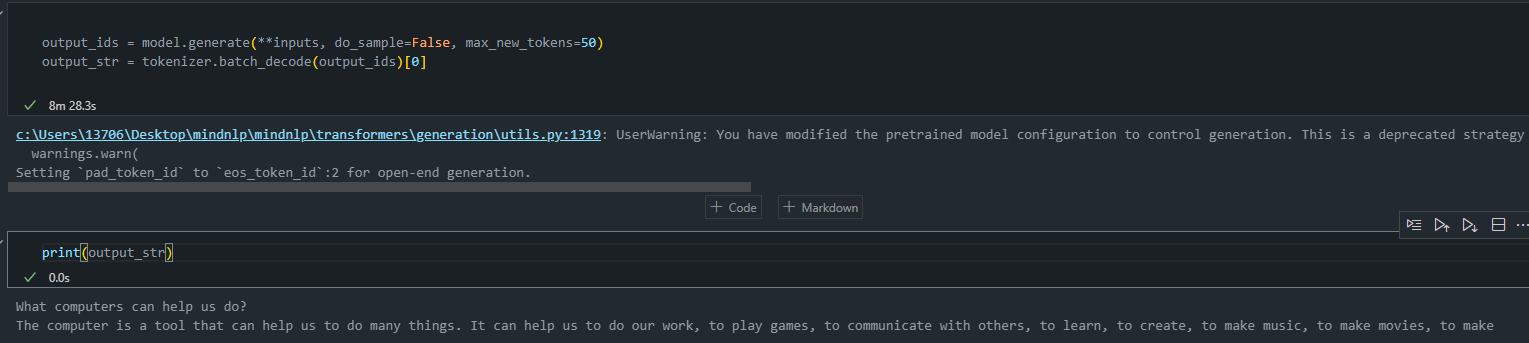 output_ids = model.generate(**inputs, do_sample=False, max_new_tokens=50)
output_str = tokenizer.batch_decode(output_ids)[0]
8m 28.3s
c:\Users\13706\Desktop\mindnlp\mindnlp\transformers\generation\utils.py:1319: UserWarning: You have modified the pretrained model configuration to control generation. This is a deprecated strategy
warnings.warn(
Setting `pad_token_id` to `eos_token_id`:2 for open-end generation.
+ Code + Markdown
print(output_str)
0.0s
What computers can help us do?
The computer is a tool that can help us to do many things. It can help us to do our work, to play games, to communicate with others, to learn, to create, to make music, to make movies, to make